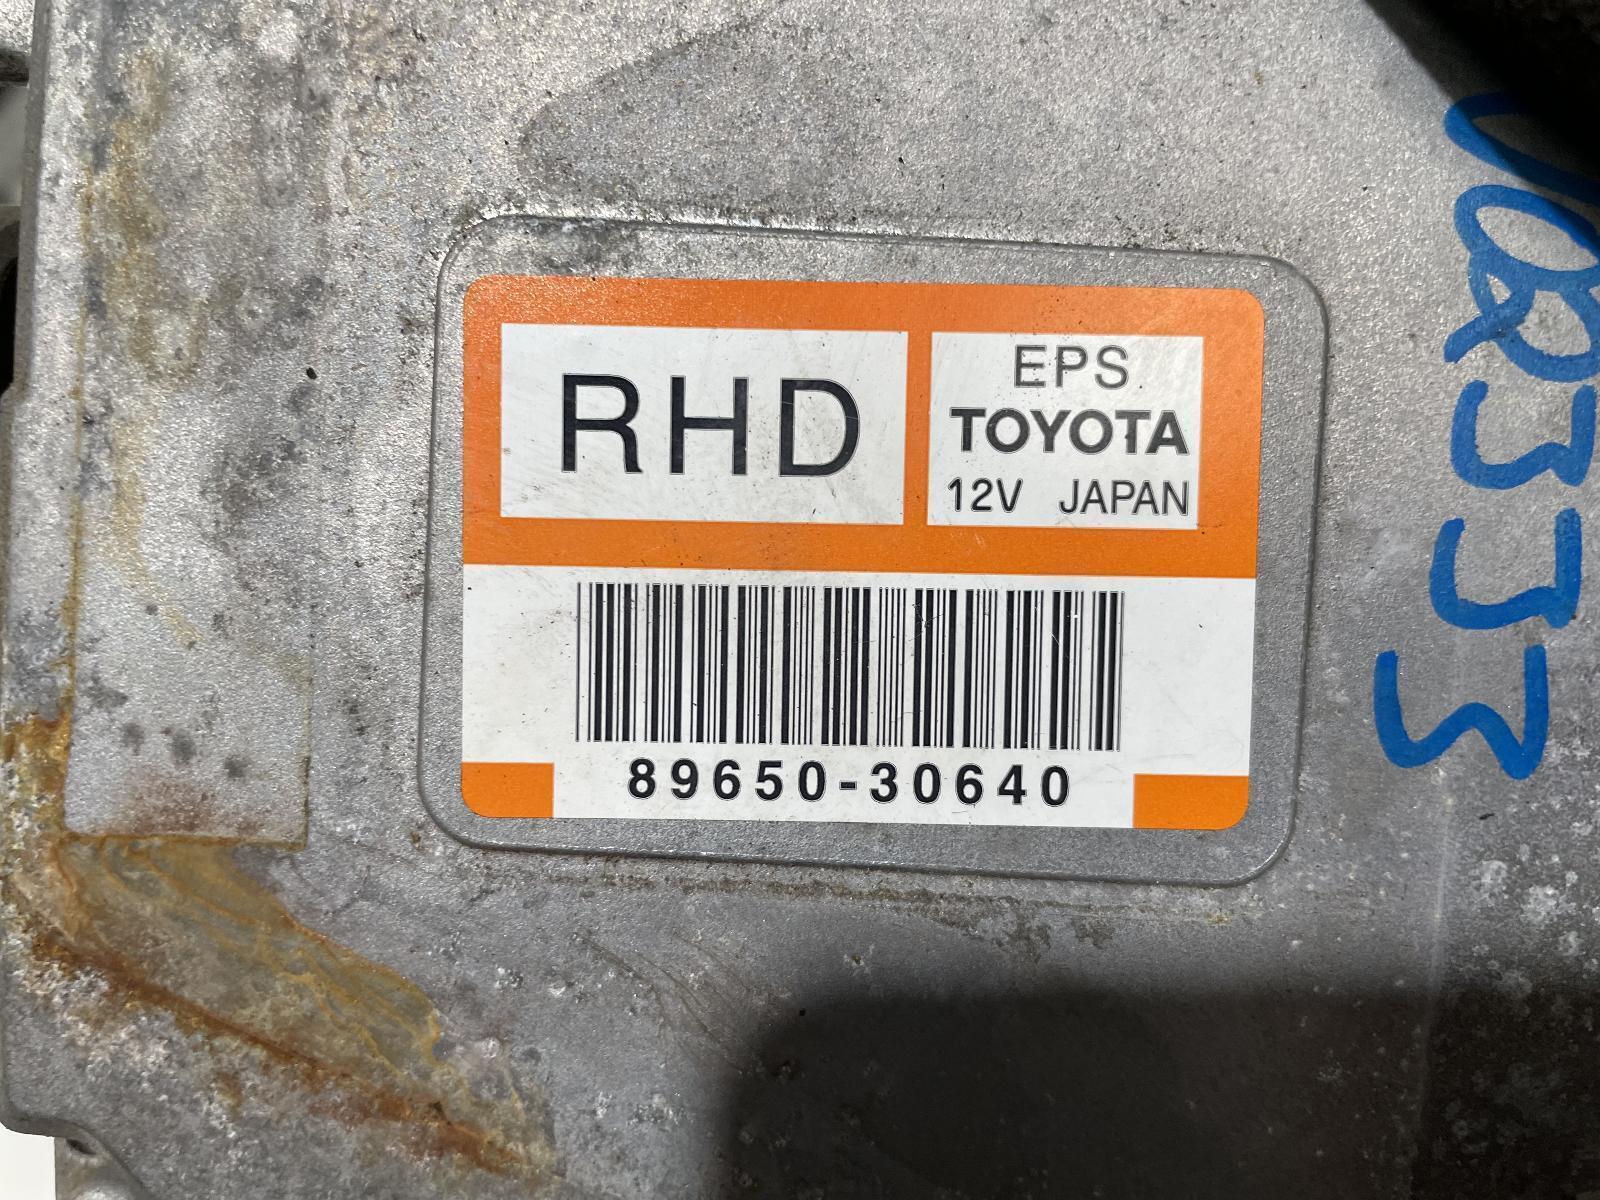 RHD
EPS
TOYOTA
12V JAPAN
89650-30640